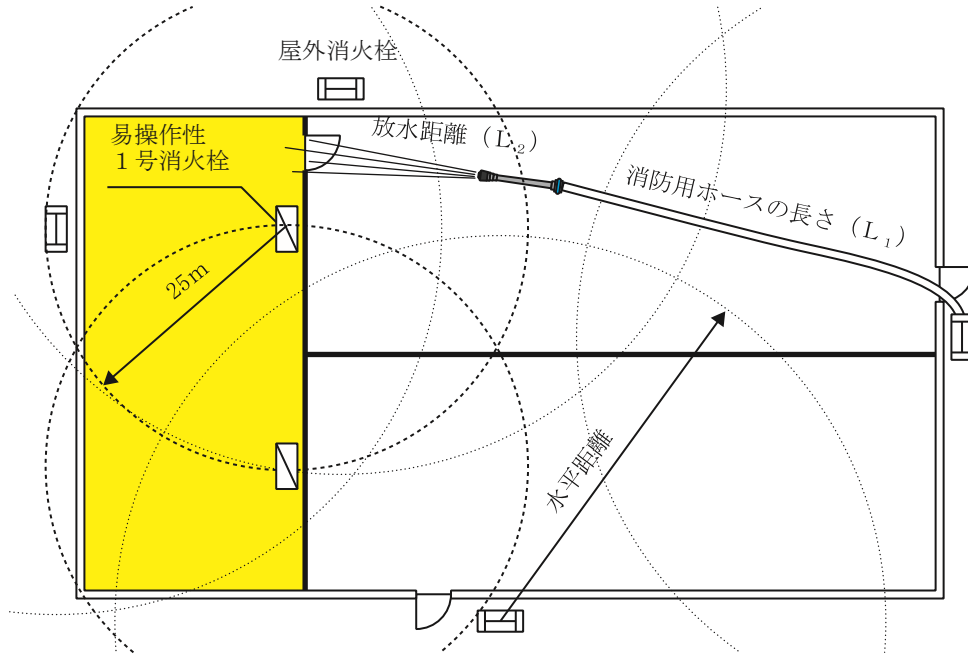 屋外消火栓
易操作性
１号消火栓
放水距離（L₂）
消防用ホースの長さ（L₁）
25m
水平距離